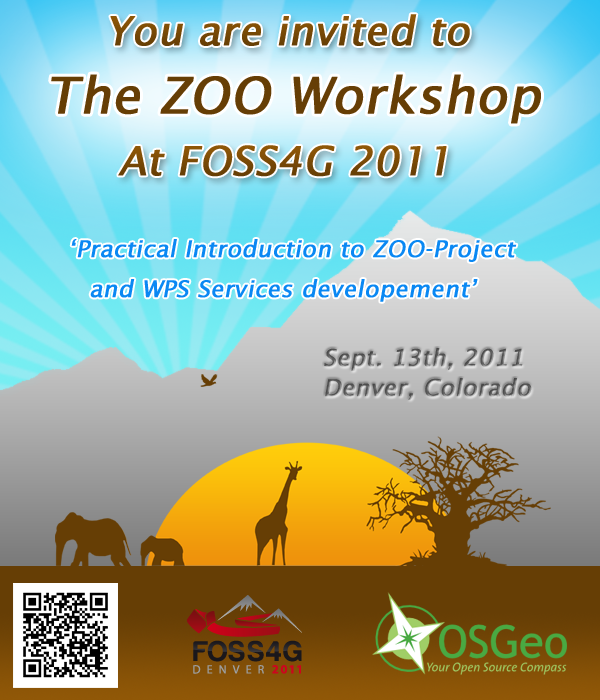 You are invited to
The ZOO Workshop
At FOSS4G 2011
‘Practical Introduction to ZOO-Project
and WPS Services developement’
Sept. 13th, 2011
Denver, Colorado
FOSS4G
DENVER 2011
OSGeo
Your Open Source Compass